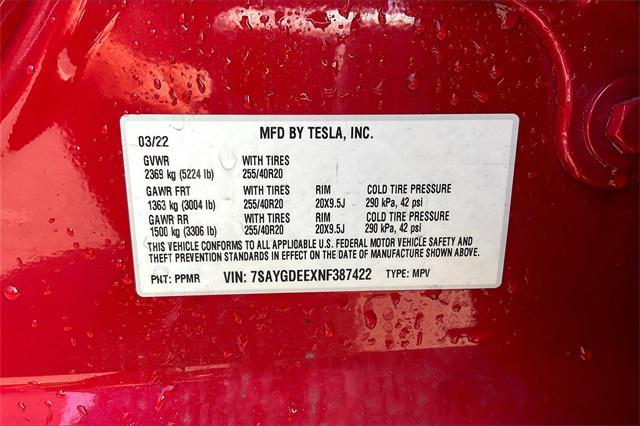 03/22 MFD BY TESLA, INC.
GVWR WITH TIRES
2369 kg (5224 lb) 255/40R20
GAWR FRT WITH TIRES RIM COLD TIRE PRESSURE
1363 kg (3004 lb) 255/40R20 20X9.5J 290 kPa, 42 psi
GAWR RR WITH TIRES RIM COLD TIRE PRESSURE
1500 kg (3306 lb) 255/40R20 20X9.5J 290 kPa, 42 psi
THIS VEHICLE CONFORMS TO ALL APPLICABLE U.S. FEDERAL MOTOR VEHICLE SAFETY AND
THEFT PREVENTION STANDARDS IN EFFECT ON THE DATE OF MANUFACTURE SHOWN ABOVE.
PNT: PPMR VIN: 7SAYGDEEXNF387422 TYPE: MPV